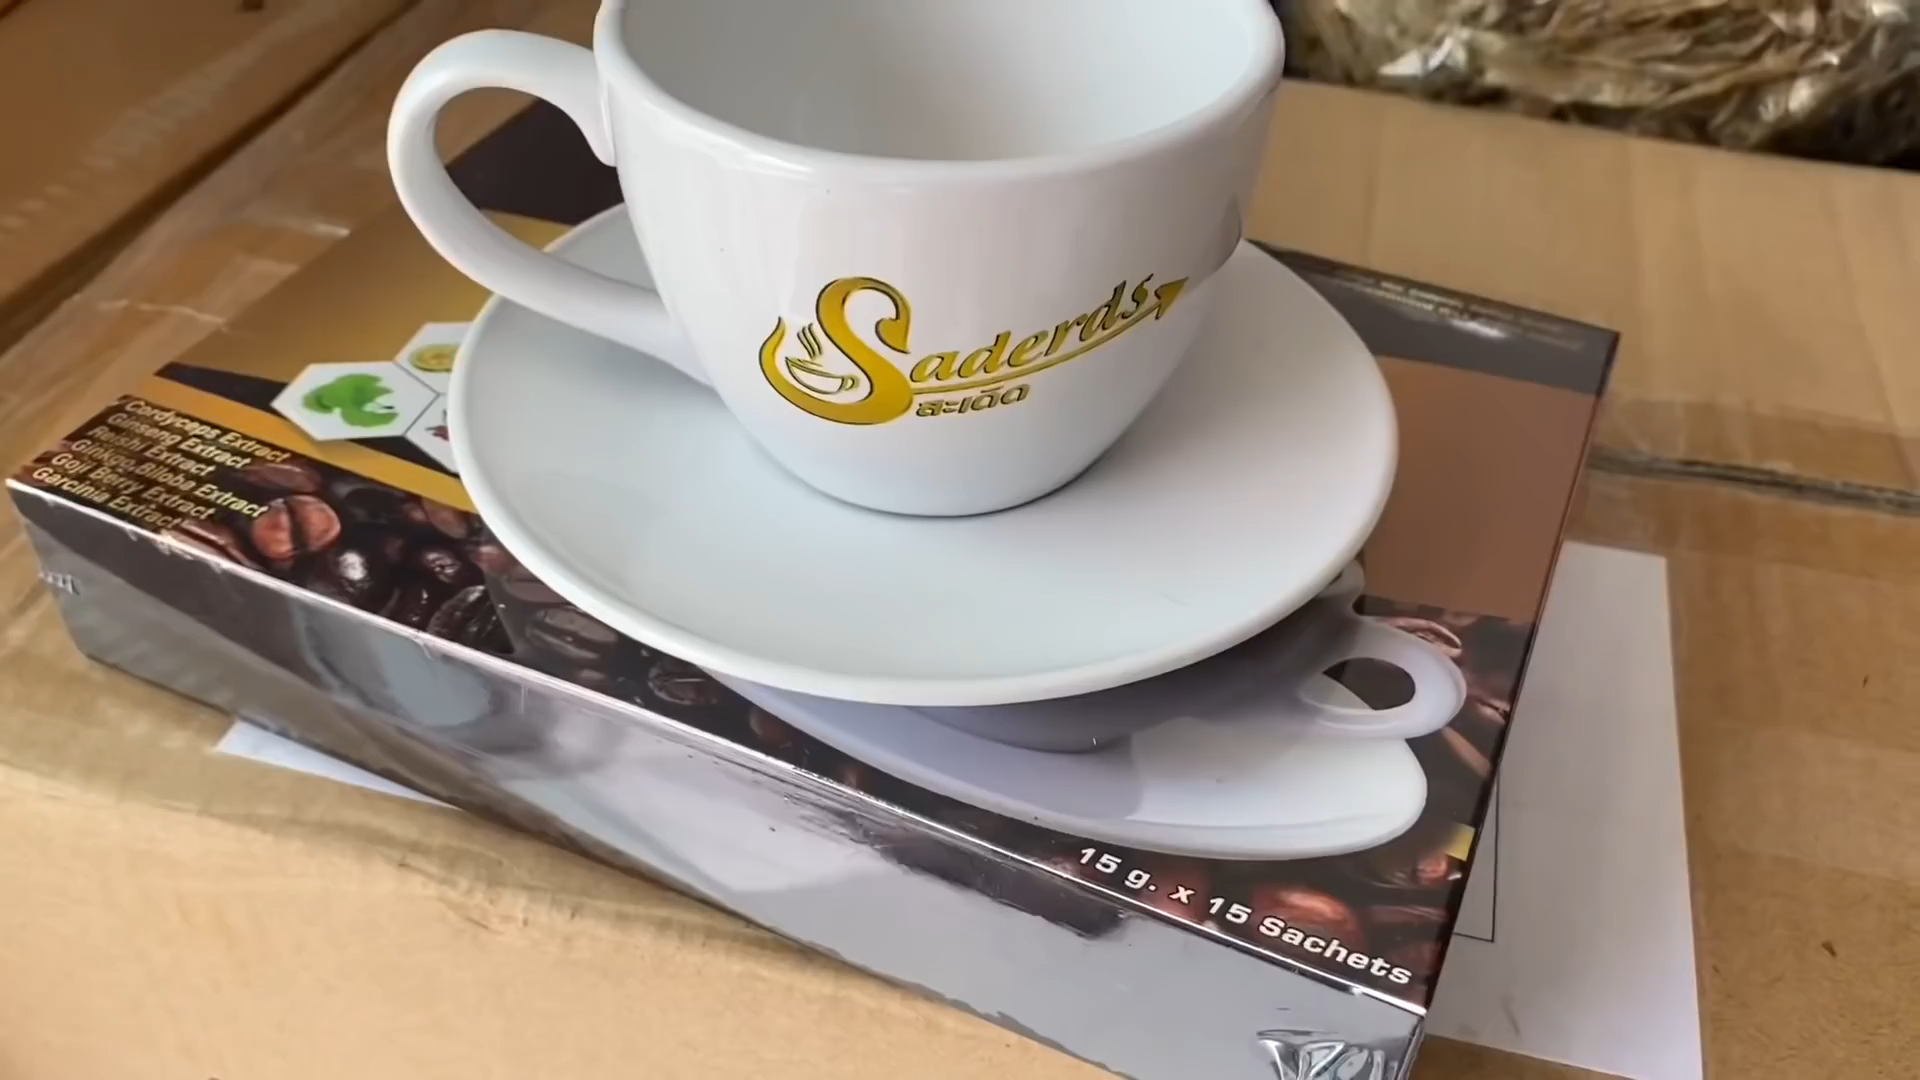 Saderds
สะเด็ด
Cordyceps Extract
Ginseng Extract
Reishi Extract
Ginkgo Biloba Extract
Goji Berry Extract
Garcinia Extract
15 g. x 15 Sachets